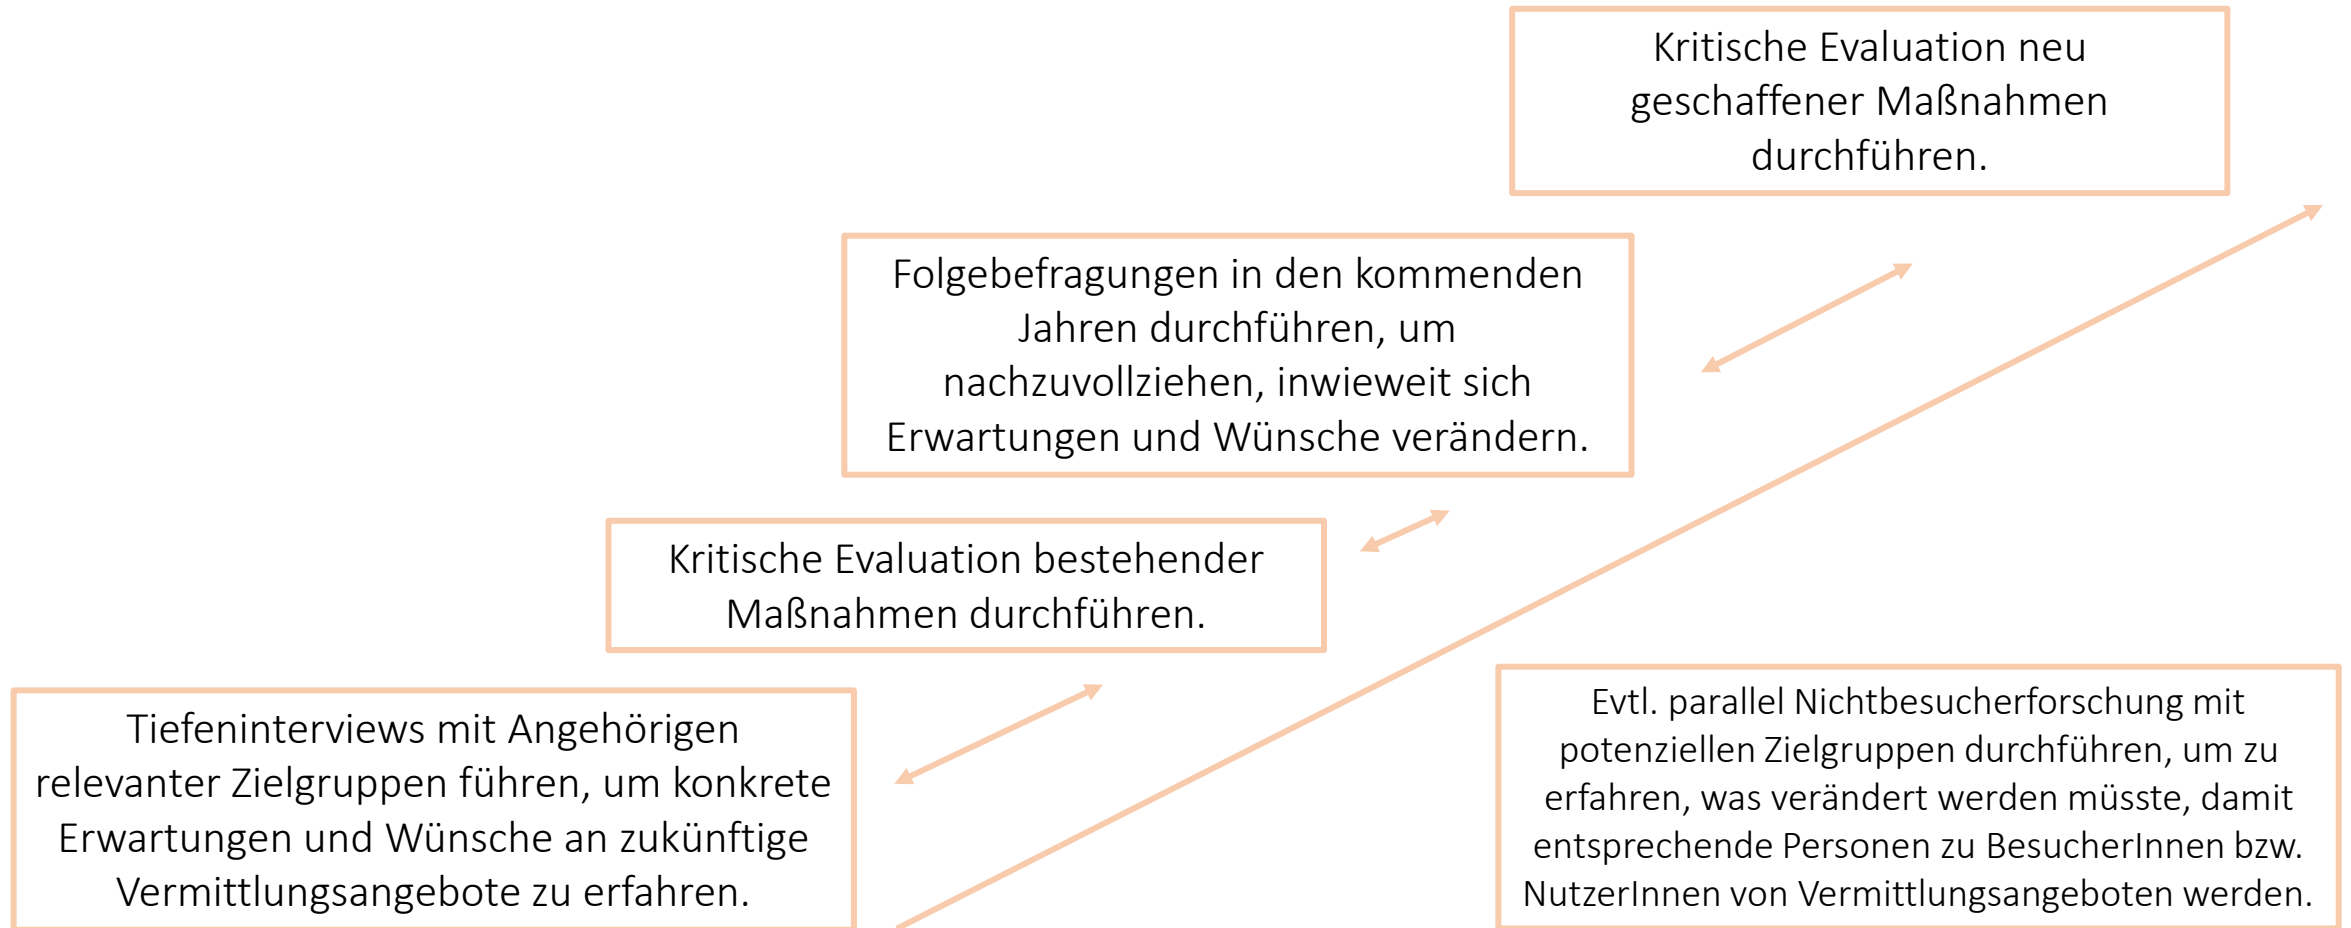 Kritische Evaluation neu
geschaffener Maßnahmen
durchführen.
Folgebefragungen in den kommenden
Jahren durchführen, um
nachzuvollziehen, inwieweit sich
Erwartungen und Wünsche verändern.
Kritische Evaluation bestehender
Maßnahmen durchführen.
Tiefeninterviews mit Angehörigen
relevanter Zielgruppen führen, um konkrete
Erwartungen und Wünsche an zukünftige
Vermittlungsangebote zu erfahren.
Evtl. parallel Nichtbesucherforschung mit
potenziellen Zielgruppen durchführen, um zu
erfahren, was verändert werden müsste, damit
entsprechende Personen zu BesucherInnen bzw.
NutzerInnen von Vermittlungsangeboten werden.